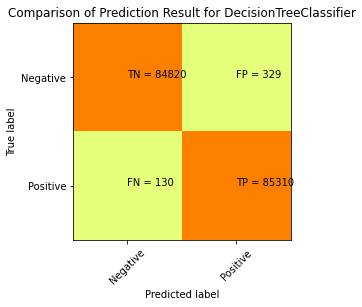 Comparison of Prediction Result for DecisionTreeClassifier
Negative
TN = 84820
FP = 329
True label
Positive
FN = 130
TP = 85310
Negative
Positive
Predicted label